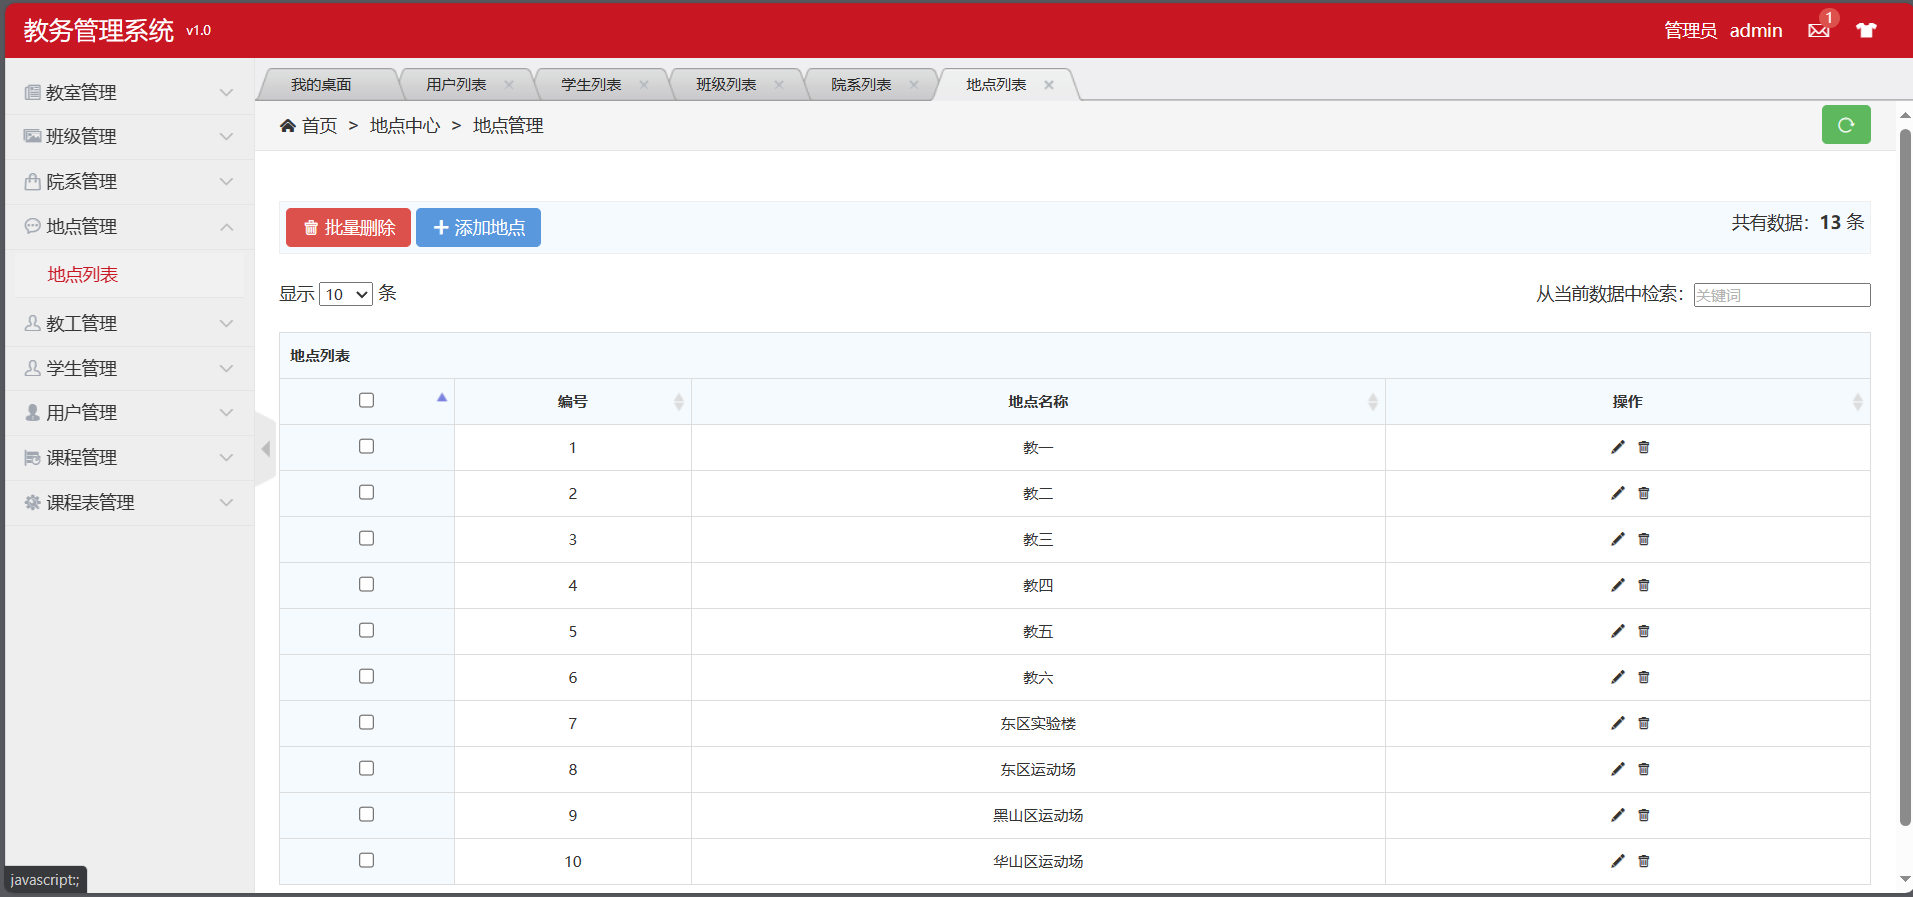 教务管理系统 v1.0
管理员 admin 1
教室管理
班级管理
院系管理
地点管理
地点列表
教工管理
学生管理
用户管理
课程管理
课程表管理
我的桌面 用户列表 学生列表 班级列表 院系列表 地点列表
首页 > 地点中心 > 地点管理
批量删除 添加地点 共有数据：13 条
显示 10 条 从当前数据中检索：关键词
地点列表
编号 地点名称 操作
1 教一
2 教二
3 教三
4 教四
5 教五
6 教六
7 东区实验楼
8 东区运动场
9 黑山区运动场
10 华山区运动场
javascript:;